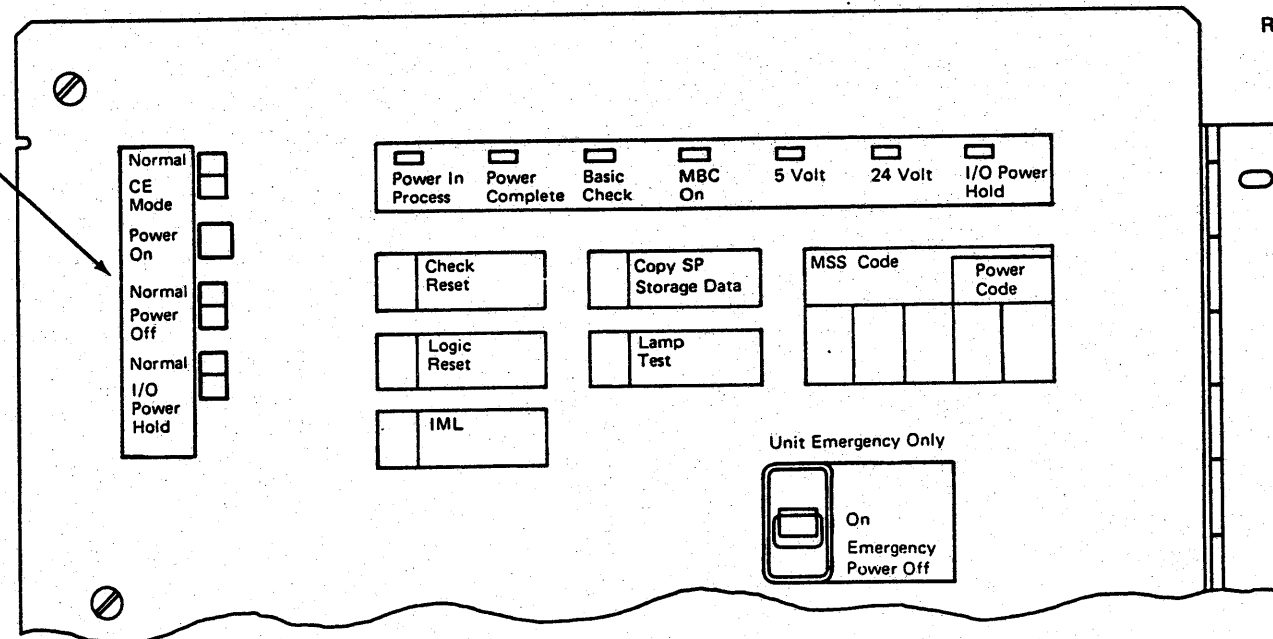 R
Normal
CE
Mode
Power
On
Normal
Power
Off
Normal
I/O
Power
Hold
Power In
Process
Power
Complete
Basic
Check
MBC
On
5 Volt
24 Volt
I/O Power
Hold
Check
Reset
Copy SP
Storage Data
MSS Code
Power
Code
Logic
Reset
Lamp
Test
IML
Unit Emergency Only
On
Emergency
Power Off